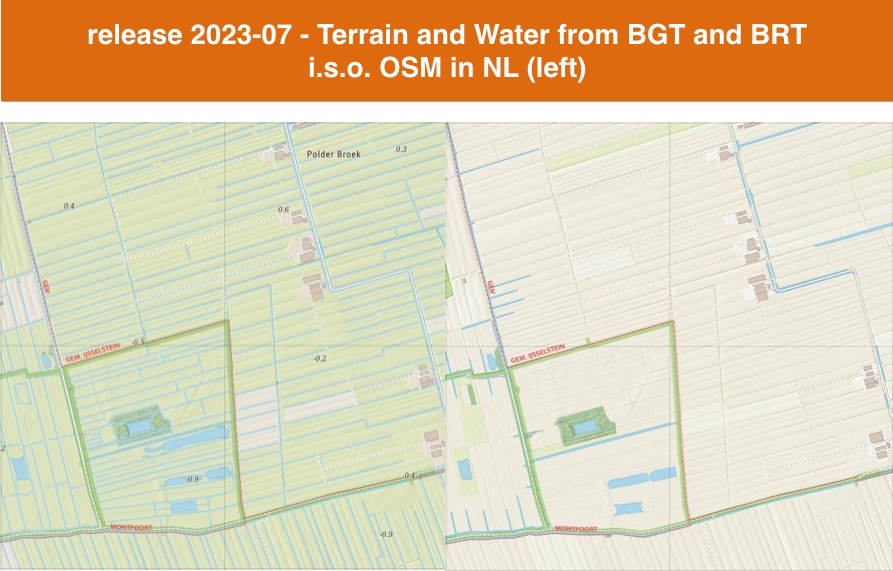 release 2023-07 - Terrain and Water from BGT and BRT
i.s.o. OSM in NL (left)
Polder Broek
0.3
0.4
0.6
GEM.
-0.5
GEM. IJSSELSTEIN
-0.2
2
-0.9
0.4
MONTFOORT
-0.9
GEM. IJSSELSTEIN
MONTFOORT